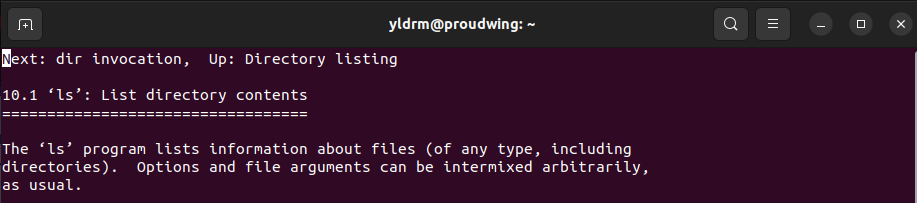 yldrm@proudwing: ~
Next: dir invocation,  Up: Directory listing
10.1 ‘ls’: List directory contents
==================================
The ‘ls’ program lists information about files (of any type, including
directories).  Options and file arguments can be intermixed arbitrarily,
as usual.